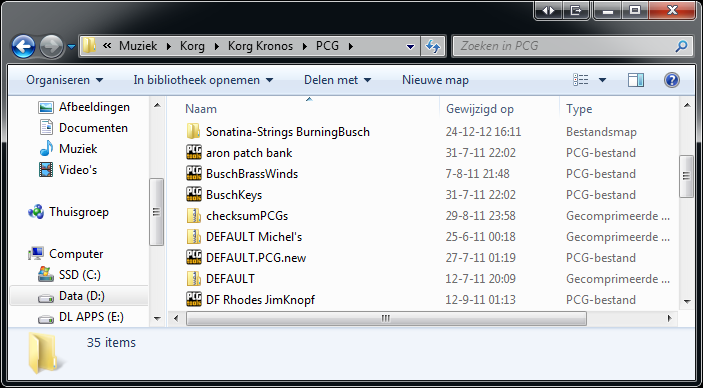 « Muziek Korg Korg Kronos PCG Zoeken in PCG
Organiseren In bibliotheek opnemen Delen met Nieuwe map
Naam Gewijzigd op Type
Afbeeldingen
Documenten
Muziek
Video's
Thuisgroep
Computer
SSD (C:)
Data (D:)
DL APPS (E:)
Sonatina-Strings BurningBusch 24-12-12 16:11 Bestandsmap
aron patch bank 31-7-11 22:02 PCG-bestand
BuschBrassWinds 7-8-11 21:48 PCG-bestand
BuschKeys 31-7-11 22:02 PCG-bestand
checksumPCGs 29-8-11 23:58 Gecomprimeerde ...
DEFAULT Michel's 25-6-11 00:18 Gecomprimeerde ...
DEFAULT.PCG.new 27-7-11 01:19 PCG-bestand
DEFAULT 12-7-11 20:09 Gecomprimeerde ...
DF Rhodes JimKnopf 12-9-11 01:13 PCG-bestand
35 items